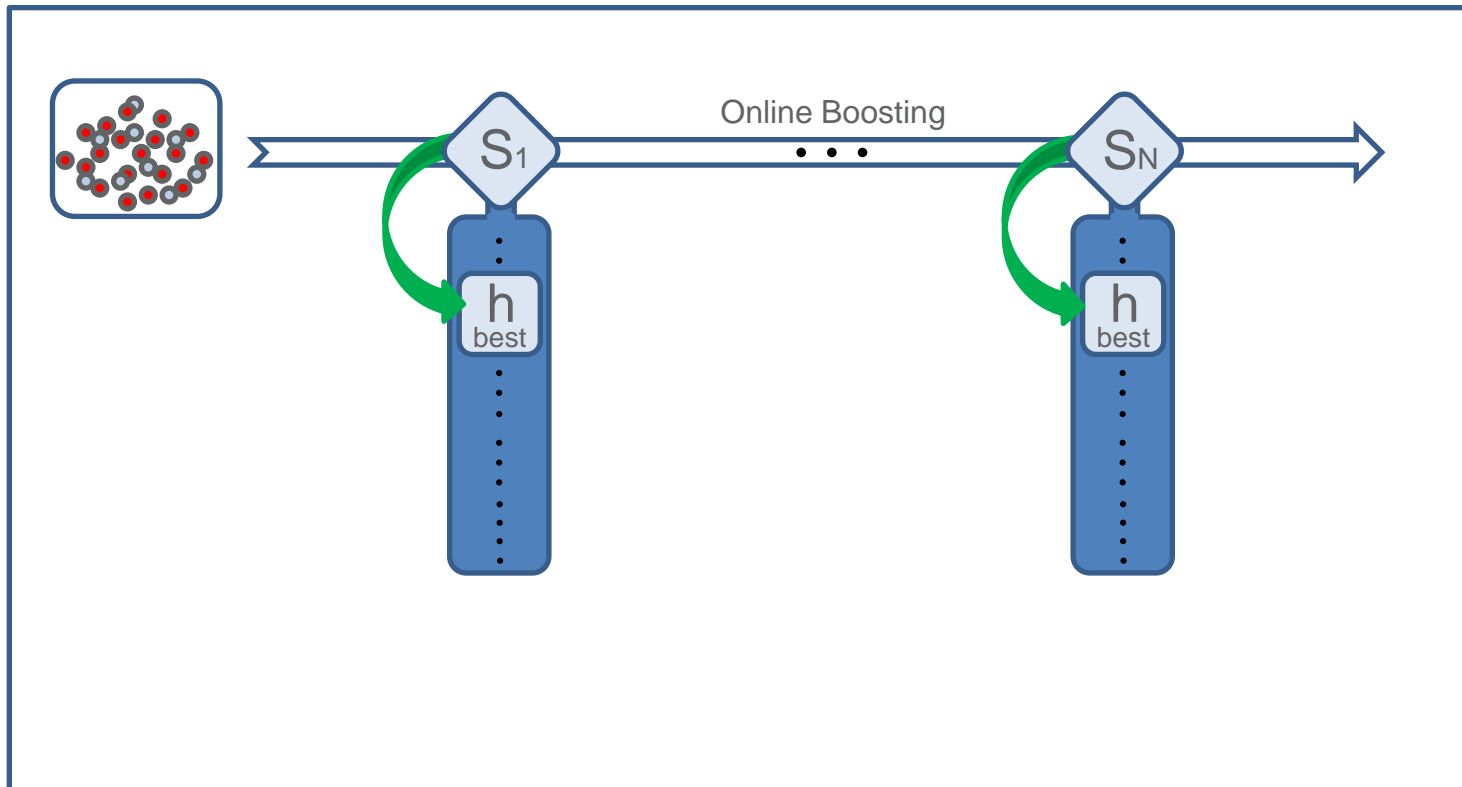 Online Boosting
S1
. . .
SN
h
best
h
best